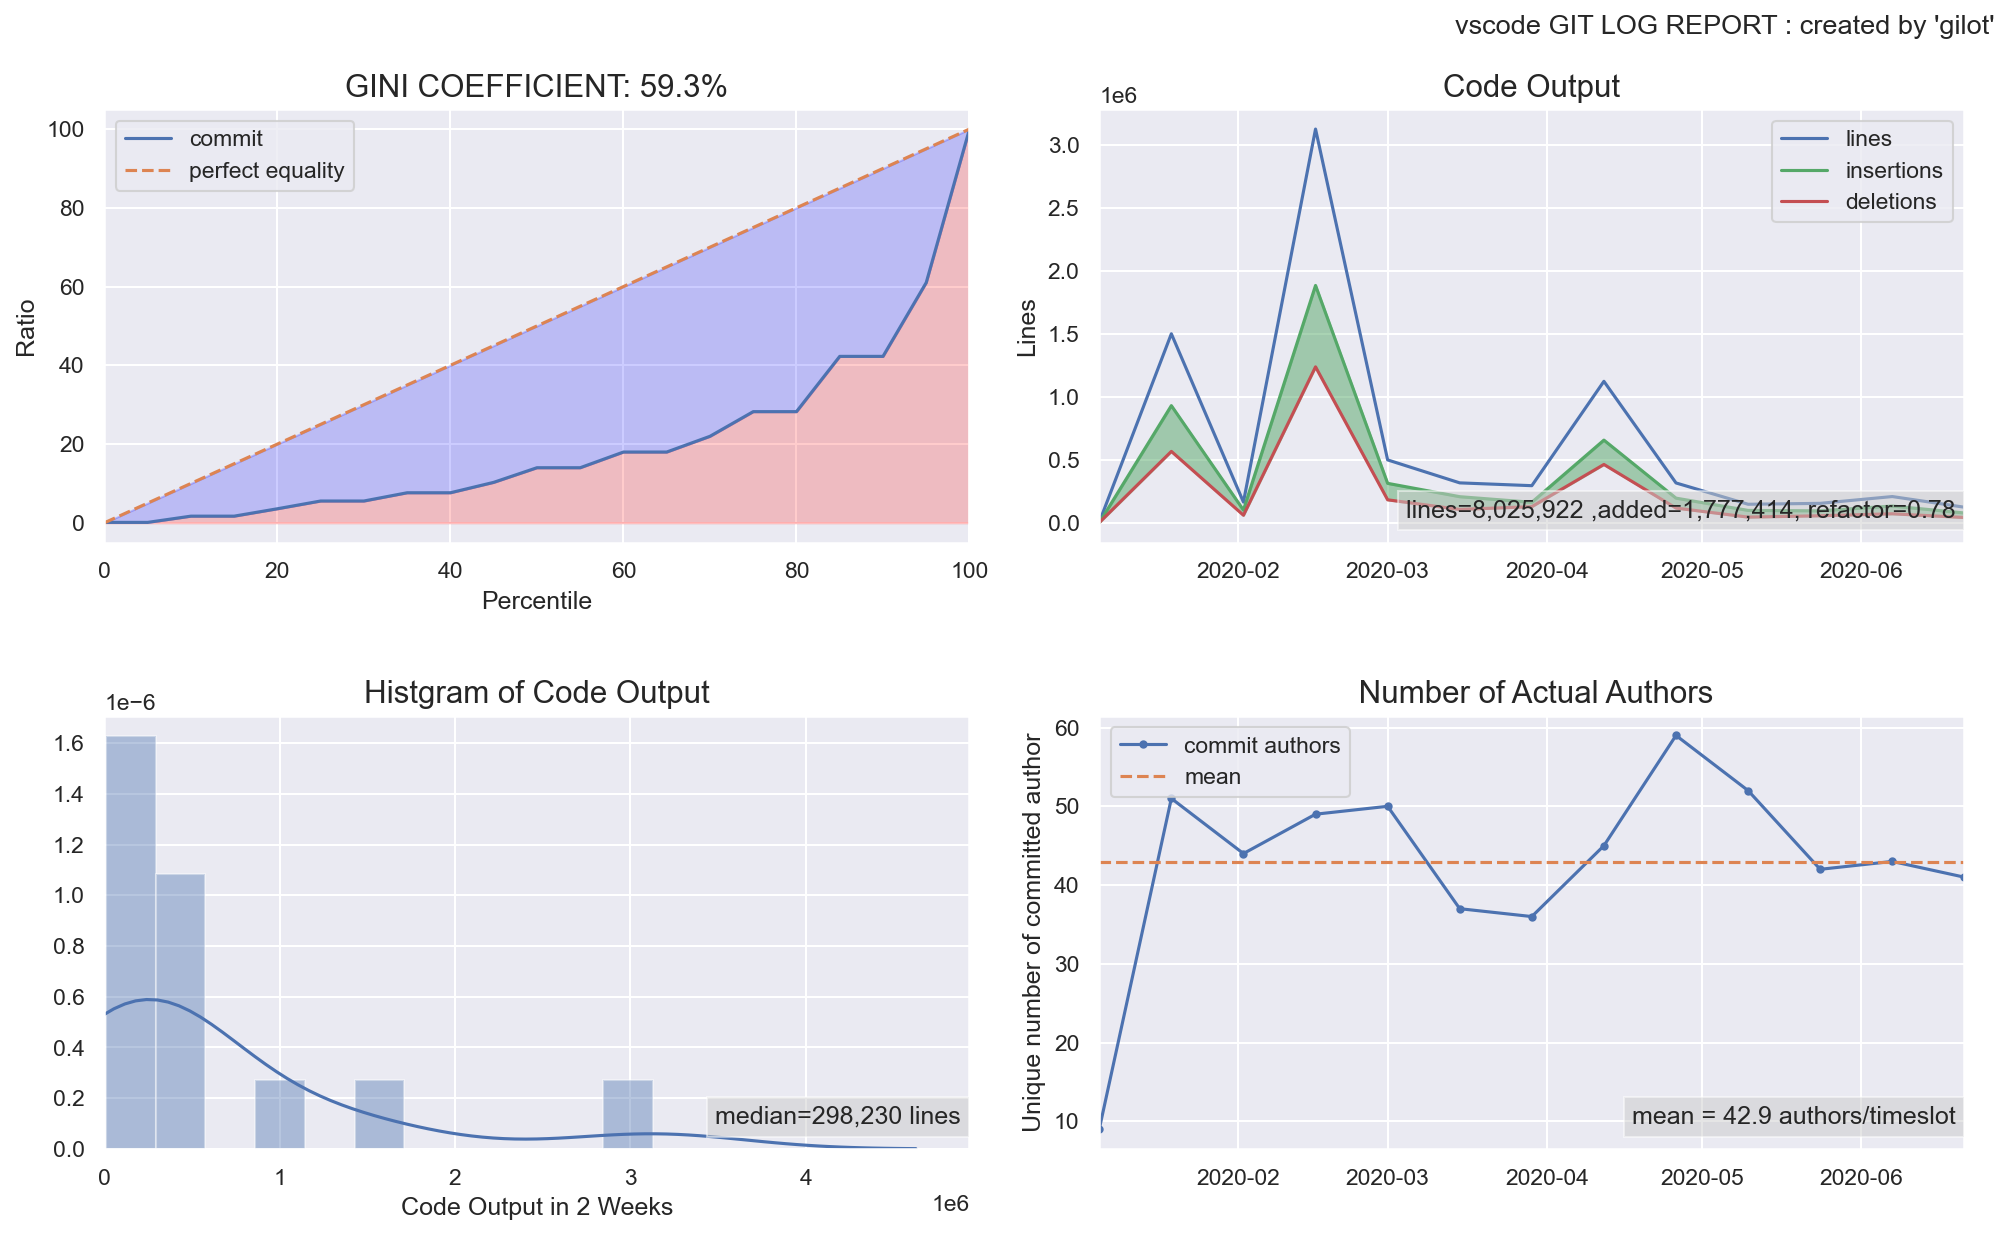 vscode GIT LOG REPORT : created by 'gilot'
GINI COEFFICIENT: 59.3%
commit
perfect equality
Ratio
100
80
60
40
20
0
0 20 40 60 80 100
Percentile
Code Output
1e6
lines
insertions
deletions
Lines
3.0
2.5
2.0
1.5
1.0
0.5
0.0
lines=8,025,922 ,added=1,777,414, refactor=0.78
2020-02 2020-03 2020-04 2020-05 2020-06
Histgram of Code Output
1e−6
1.6
1.4
1.2
1.0
0.8
0.6
0.4
0.2
0.0
median=298,230 lines
0 1 2 3 4
Code Output in 2 Weeks
1e6
Number of Actual Authors
commit authors
mean
Unique number of committed author
60
50
40
30
20
10
mean = 42.9 authors/timeslot
2020-02 2020-03 2020-04 2020-05 2020-06